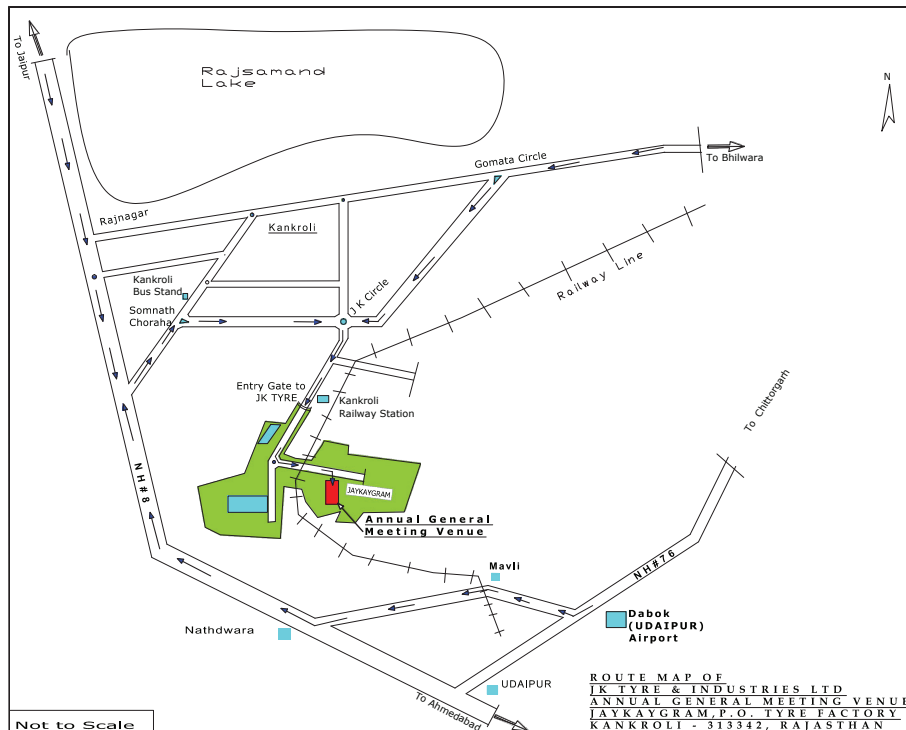 To Jaipur
Rajsamand
Lake
N
Gomata Circle
To Bhilwara
Rajnagar
Kankroli
Railway Line
Kankroli
Bus Stand
J K Circle
Somnath
Choraha
Entry Gate to
JK TYRE
Kankroli
Railway Station
To Chittorgarh
NH#8
JAYKAYGRAM
Annual General
Meeting Venue
NH#76
Mavli
Dabok
(UDAIPUR)
Airport
Nathdwara
UDAIPUR
To Ahmedabad
ROUTE MAP OF
JK TYRE & INDUSTRIES LTD
ANNUAL GENERAL MEETING VENUE
JAYKAYGRAM,P.O. TYRE FACTORY
KANKROLI - 313342, RAJASTHAN
Not to Scale